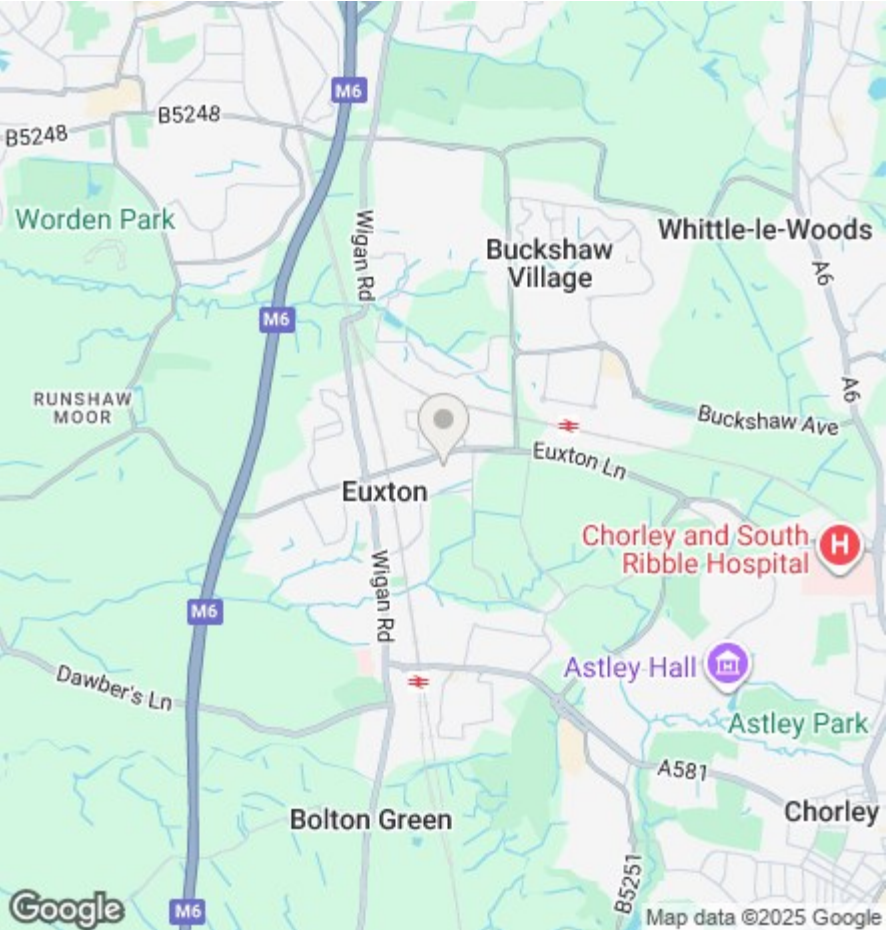 M6
B5248
B5248
Worden Park
Wigan Rd
Whittle-le-Woods
Buckshaw
Village
A6
M6
A6
RUNSHAW
MOOR
Buckshaw Ave
Euxton Ln
Euxton
Chorley and South
Ribble Hospital
H
Wigan Rd
M6
Astley Hall
Dawber's Ln
Astley Park
A581
Chorley
Bolton Green
B5251
Google
M6
Map data ©2025 Google